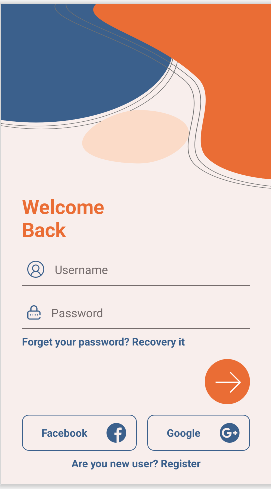 Welcome
Back
Username
Password
Forget your password? Recovery it
Facebook Google
Are you new user? Register